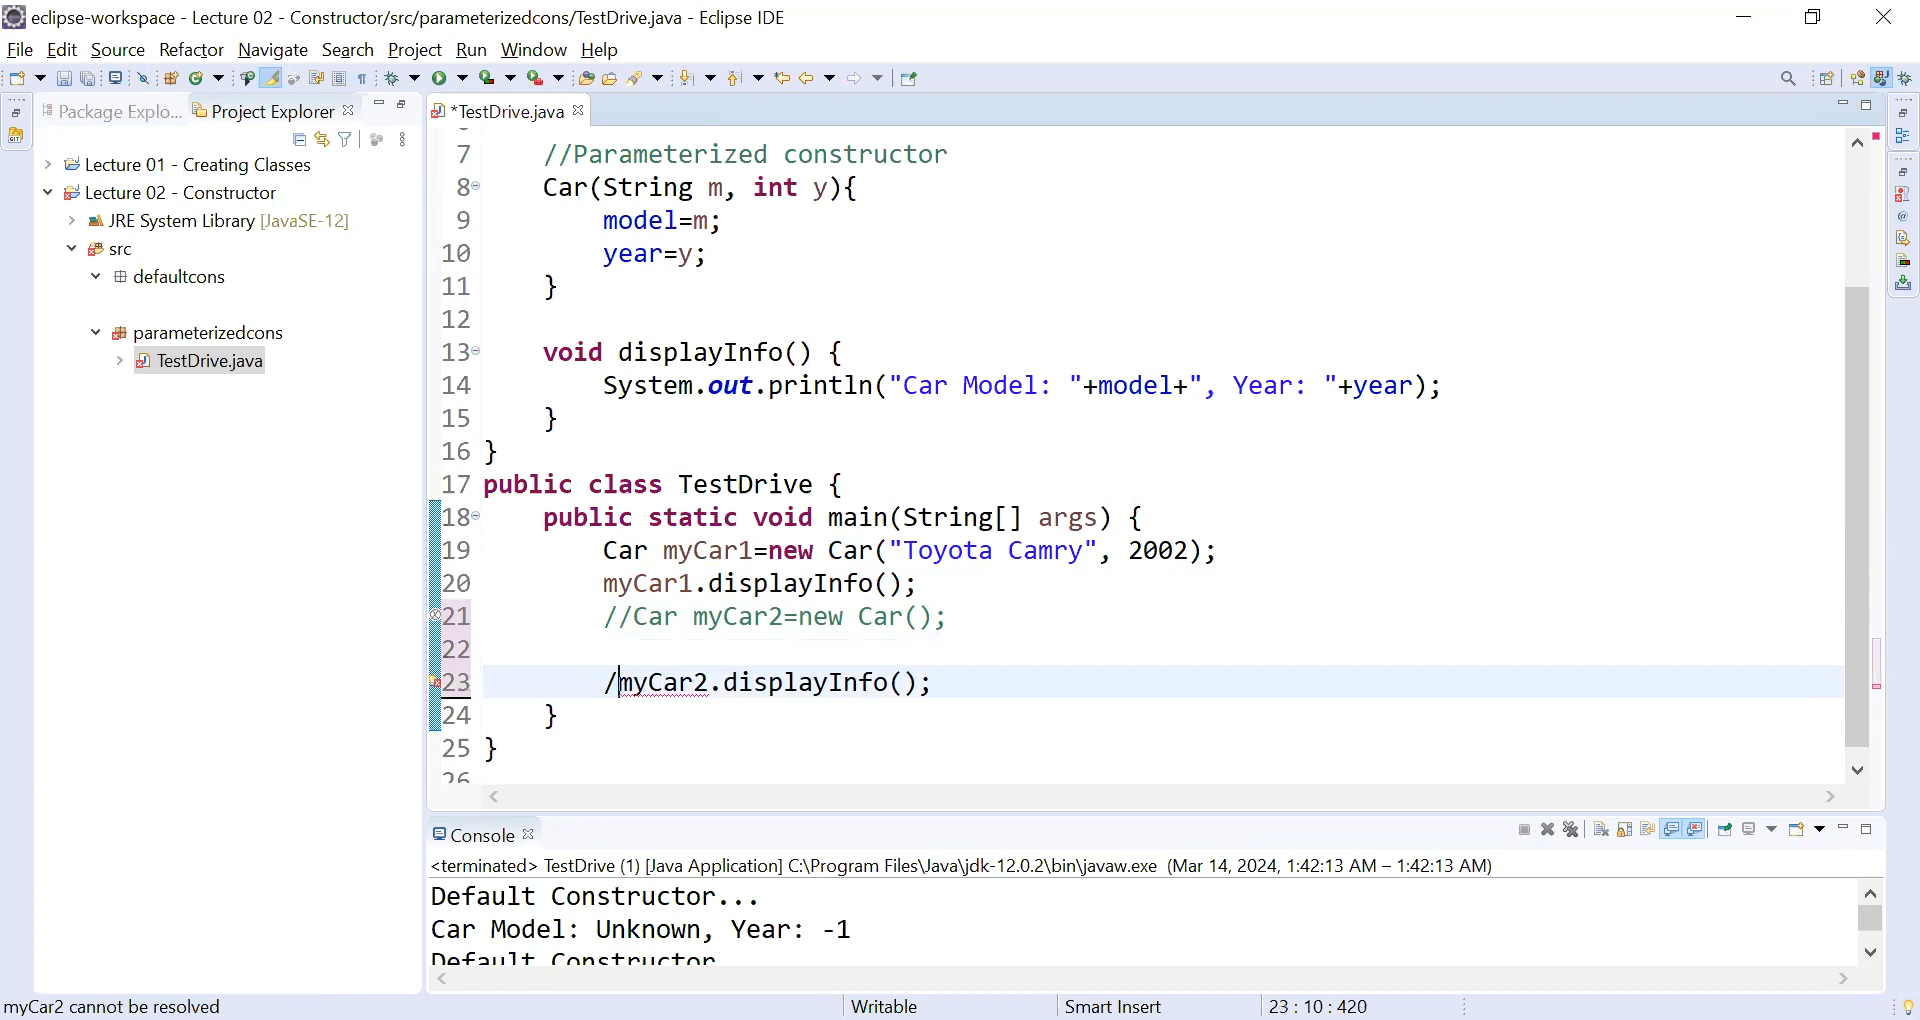 eclipse-workspace - Lecture 02 - Constructor/src/parameterizedcons/TestDrive.java - Eclipse IDE
File Edit Source Refactor Navigate Search Project Run Window Help
Package Explo... Project Explorer
*TestDrive.java
Lecture 01 - Creating Classes
Lecture 02 - Constructor
JRE System Library [JavaSE-12]
src
defaultcons
parameterizedcons
TestDrive.java
7 //Parameterized constructor
8 Car(String m, int y){
9 model=m;
10 year=y;
11 }
12
13 void displayInfo() {
14 System.out.println("Car Model: "+model+", Year: "+year);
15 }
16 }
17 public class TestDrive {
18 public static void main(String[] args) {
19 Car myCar1=new Car("Toyota Camry", 2002);
20 myCar1.displayInfo();
21 //Car myCar2=new Car();
22
23 /myCar2.displayInfo();
24 }
25 }
26
Console
<terminated> TestDrive (1) [Java Application] C:\Program Files\Java\jdk-12.0.2\bin\javaw.exe (Mar 14, 2024, 1:42:13 AM – 1:42:13 AM)
Default Constructor...
Car Model: Unknown, Year: -1
Default Constructor
myCar2 cannot be resolved
Writable
Smart Insert
23 : 10 : 420